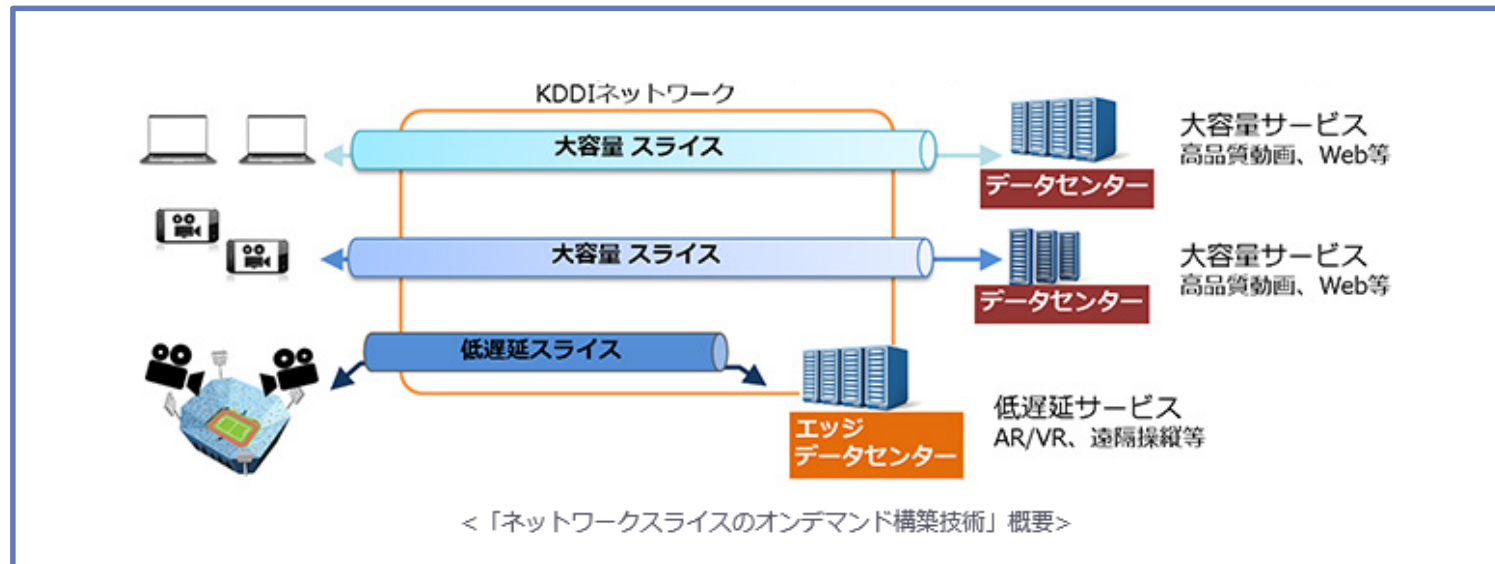 KDDIネットワーク
大容量 スライス
データセンター
大容量サービス
高品質動画、Web等
大容量 スライス
データセンター
大容量サービス
高品質動画、Web等
低遅延スライス
エッジ
データセンター
低遅延サービス
AR/VR、遠隔操縦等
<「ネットワークスライスのオンデマンド構築技術」概要>